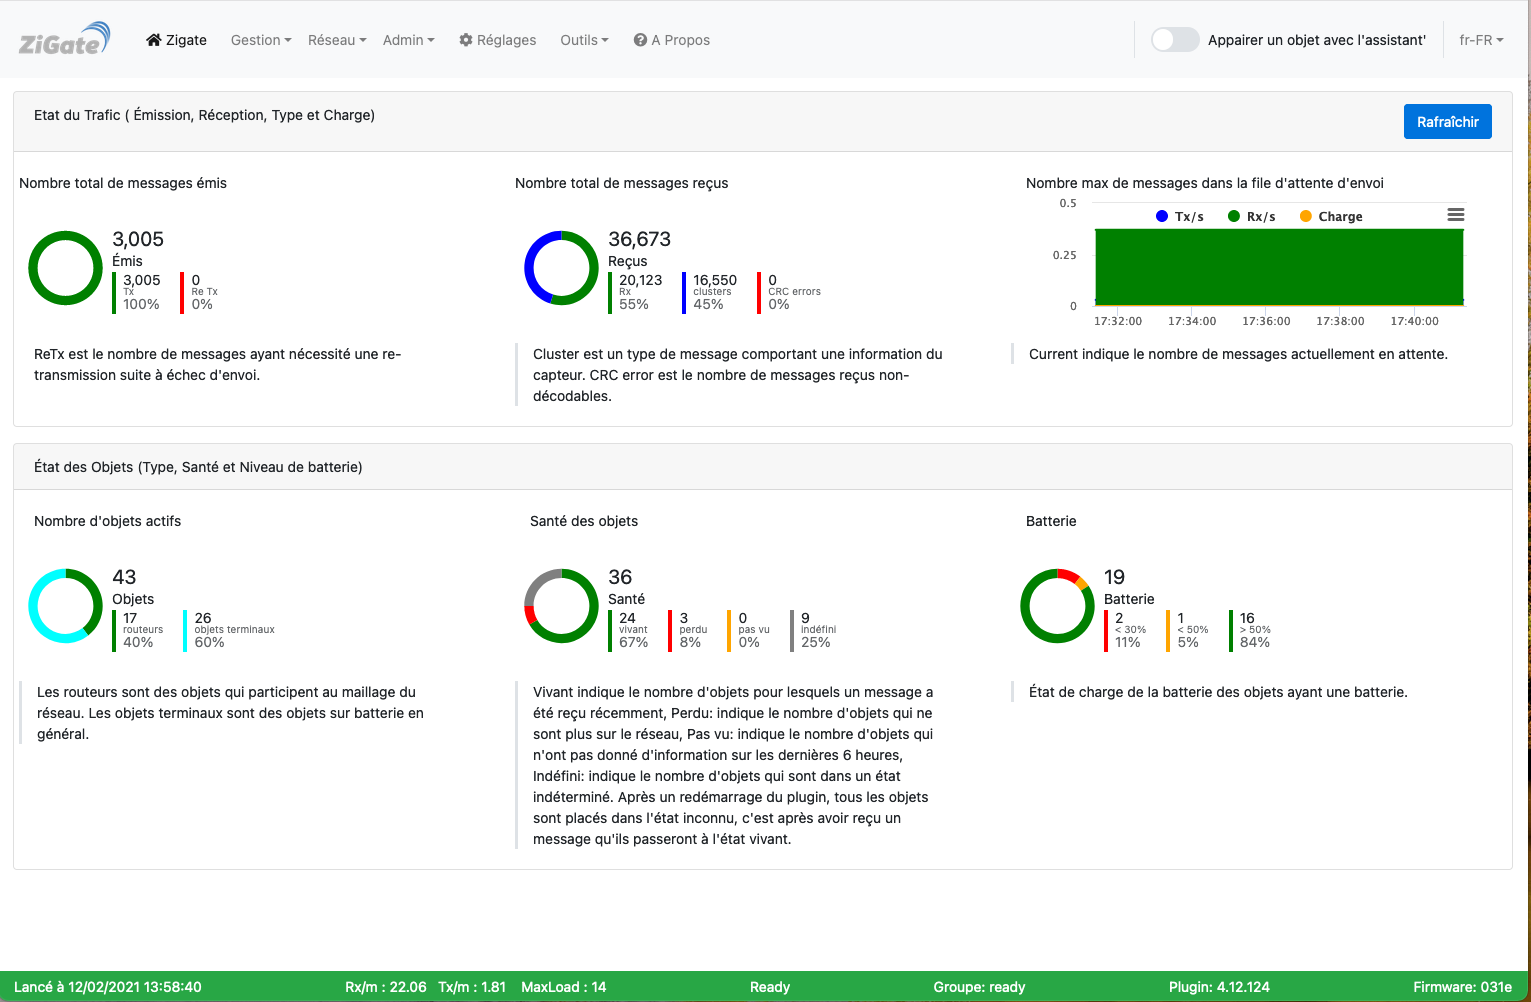 ZiGate
Zigate Gestion Réseau Admin Réglages Outils A Propos Appairer un objet avec l'assistant' fr-FR
Etat du Trafic ( Émission, Réception, Type et Charge)
Rafraîchir
Nombre total de messages émis
3,005
Émis
3,005 0
Tx Re Tx
100% 0%
ReTx est le nombre de messages ayant nécessité une re-
transmission suite à échec d'envoi.
Nombre total de messages reçus
36,673
Reçus
20,123 16,550 0
Rx clusters CRC errors
55% 45% 0%
Cluster est un type de message comportant une information du
capteur. CRC error est le nombre de messages reçus non-
décodables.
Nombre max de messages dans la file d'attente d'envoi
0.5
Tx/s Rx/s Charge
0.25
0
17:32:00 17:34:00 17:36:00 17:38:00 17:40:00
Current indique le nombre de messages actuellement en attente.
État des Objets (Type, Santé et Niveau de batterie)
Nombre d'objets actifs
43
Objets
17 26
routeurs objets terminaux
40% 60%
Les routeurs sont des objets qui participent au maillage du
réseau. Les objets terminaux sont des objets sur batterie en
général.
Santé des objets
36
Santé
24 3 0 9
vivant perdu pas vu indéfini
67% 8% 0% 25%
Vivant indique le nombre d'objets pour lesquels un message a
été reçu récemment, Perdu: indique le nombre d'objets qui ne
sont plus sur le réseau, Pas vu: indique le nombre d'objets qui
n'ont pas donné d'information sur les dernières 6 heures,
Indéfini: indique le nombre d'objets qui sont dans un état
indéterminé. Après un redémarrage du plugin, tous les objets
sont placés dans l'état inconnu, c'est après avoir reçu un
message qu'ils passeront à l'état vivant.
Batterie
19
Batterie
2 1 16
< 30% < 50% > 50%
11% 5% 84%
État de charge de la batterie des objets ayant une batterie.
Lancé à 12/02/2021 13:58:40 Rx/m : 22.06 Tx/m : 1.81 MaxLoad : 14 Ready Groupe: ready Plugin: 4.12.124 Firmware: 031e